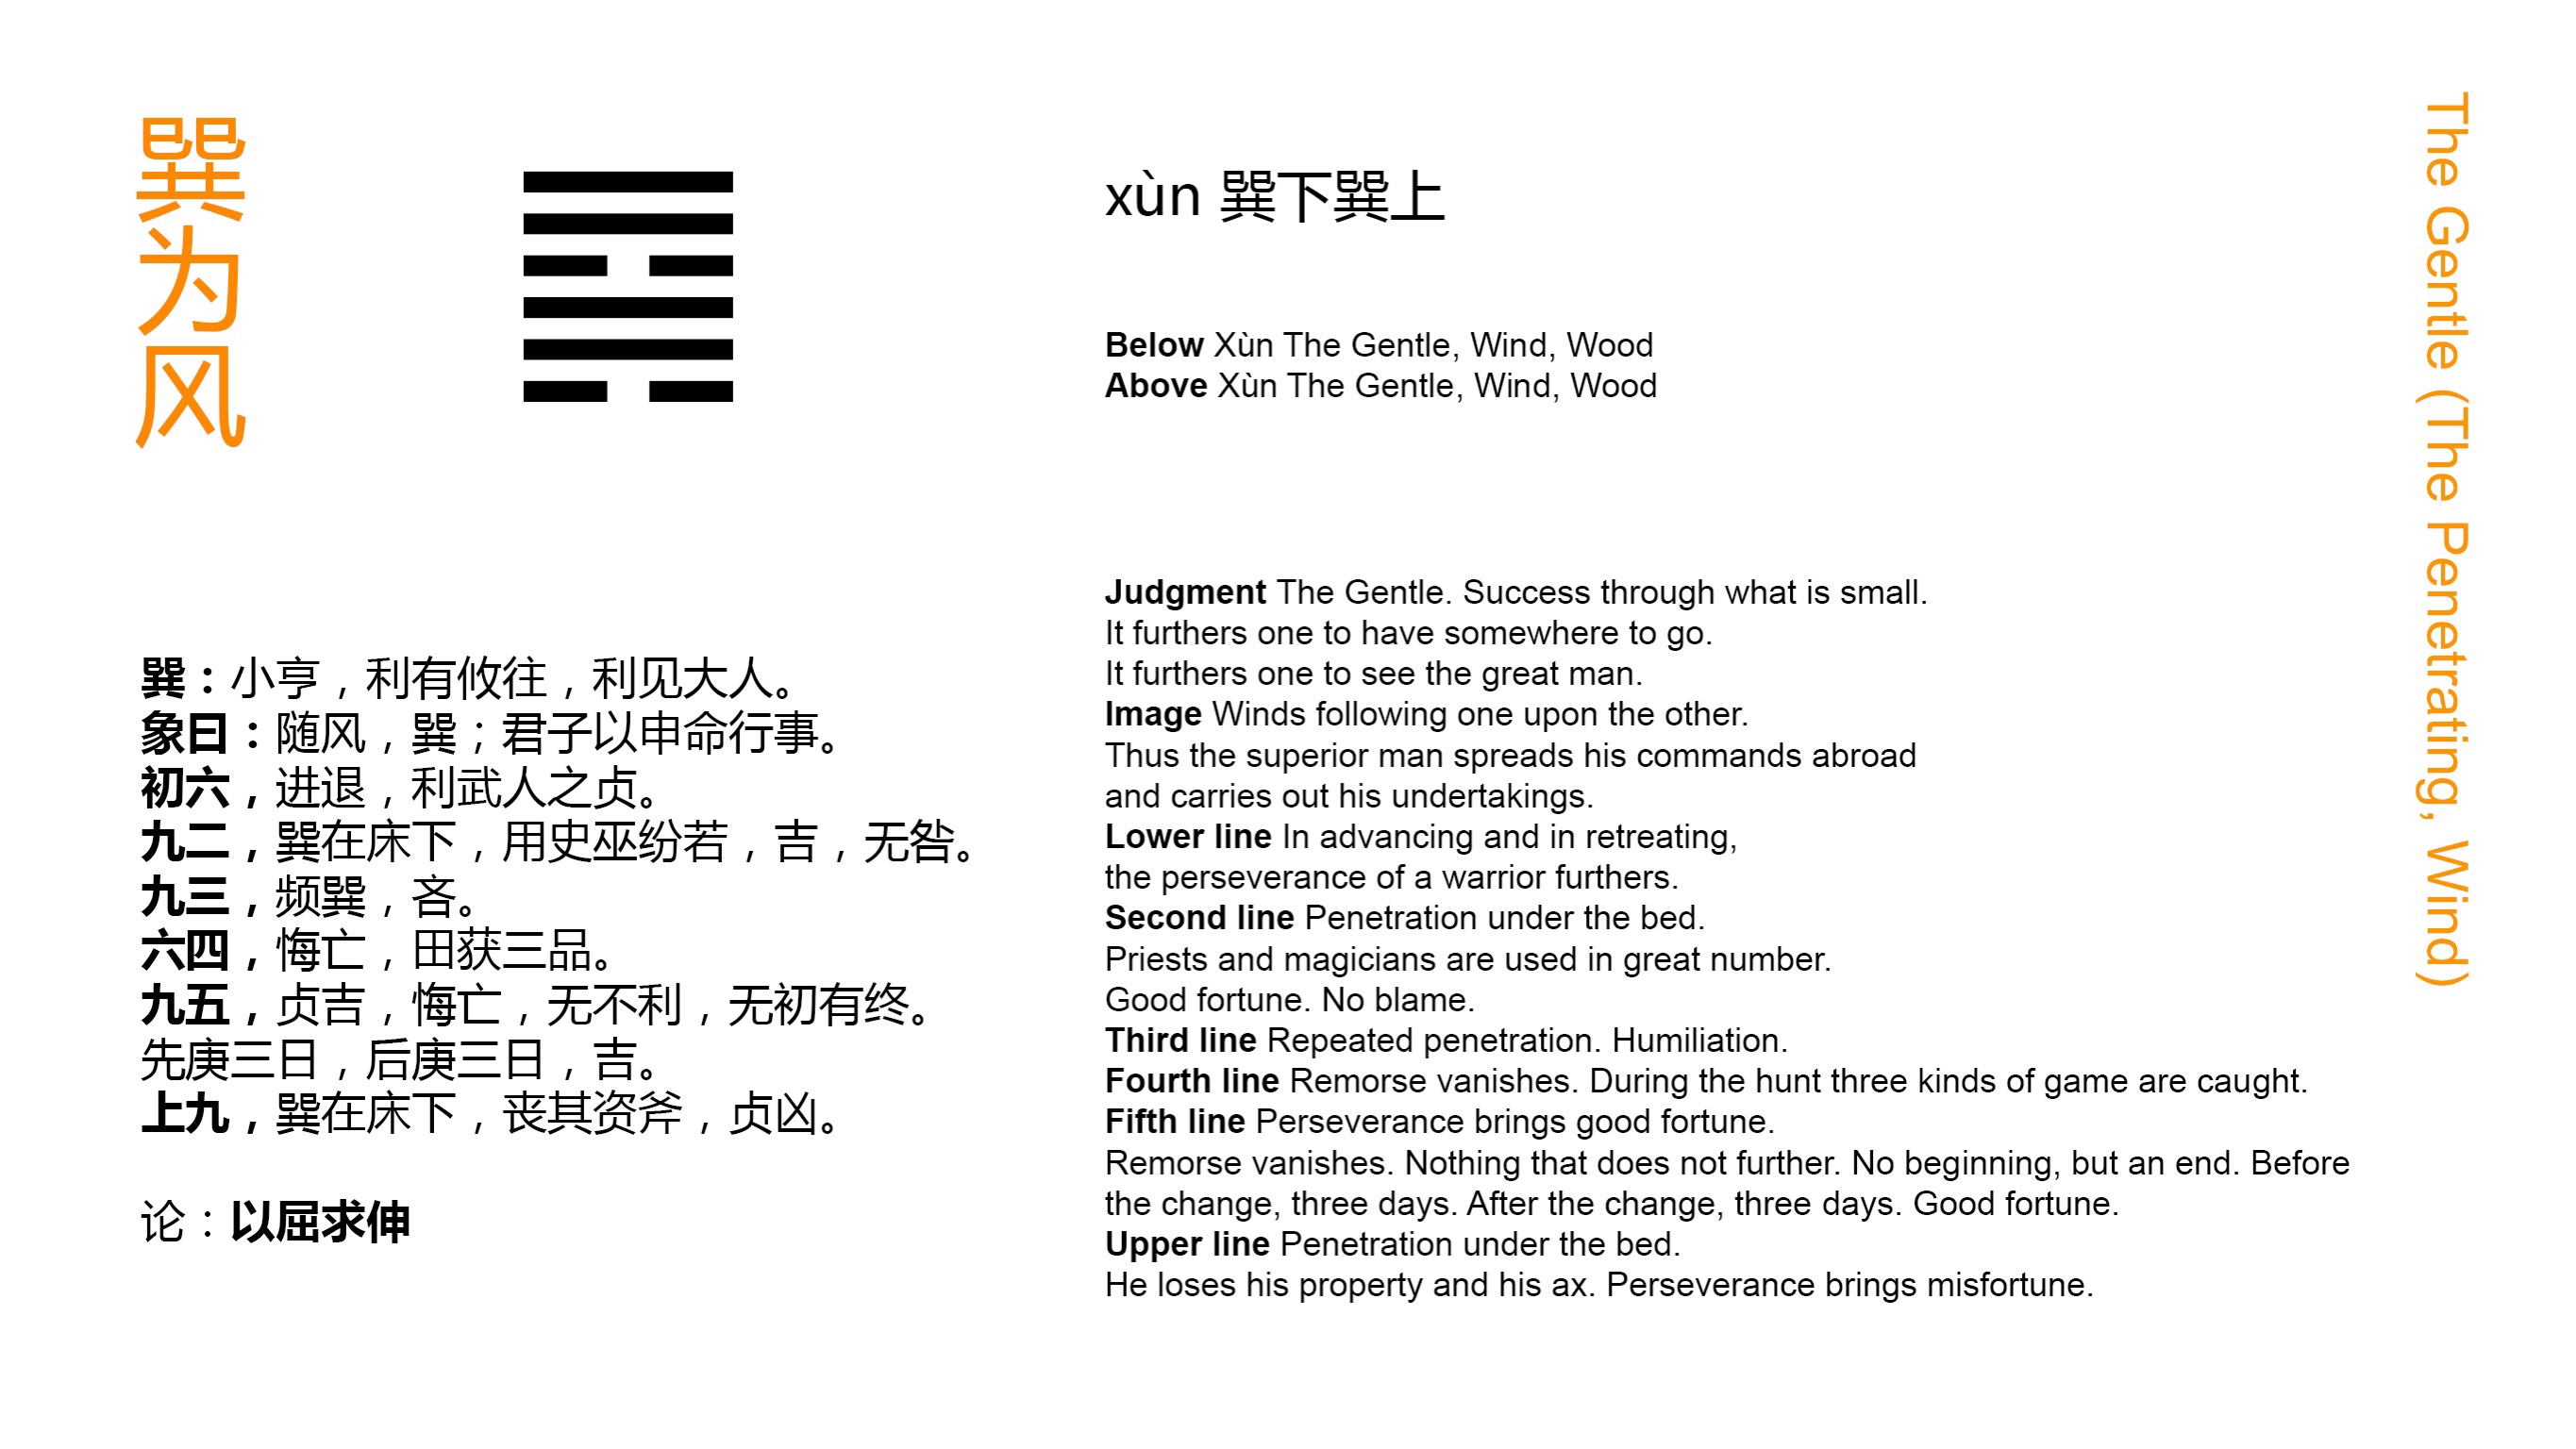 巽为风
xùn 巽下巽上
Below Xùn The Gentle, Wind, Wood
Above Xùn The Gentle, Wind, Wood
巽：小亨，利有攸往，利见大人。
象曰：随风，巽；君子以申命行事。
初六，进退，利武人之贞。
九二，巽在床下，用史巫纷若，吉，无咎。
九三，频巽，吝。
六四，悔亡，田获三品。
九五，贞吉，悔亡，无不利，无初有终。
先庚三日，后庚三日，吉。
上九，巽在床下，丧其资斧，贞凶。
论：以屈求伸
Judgment The Gentle. Success through what is small.
It furthers one to have somewhere to go.
It furthers one to see the great man.
Image Winds following one upon the other.
Thus the superior man spreads his commands abroad
and carries out his undertakings.
Lower line In advancing and in retreating,
the perseverance of a warrior furthers.
Second line Penetration under the bed.
Priests and magicians are used in great number.
Good fortune. No blame.
Third line Repeated penetration. Humiliation.
Fourth line Remorse vanishes. During the hunt three kinds of game are caught.
Fifth line Perseverance brings good fortune.
Remorse vanishes. Nothing that does not further. No beginning, but an end. Before
the change, three days. After the change, three days. Good fortune.
Upper line Penetration under the bed.
He loses his property and his ax. Perseverance brings misfortune.
The Gentle (The Penetrating, Wind)